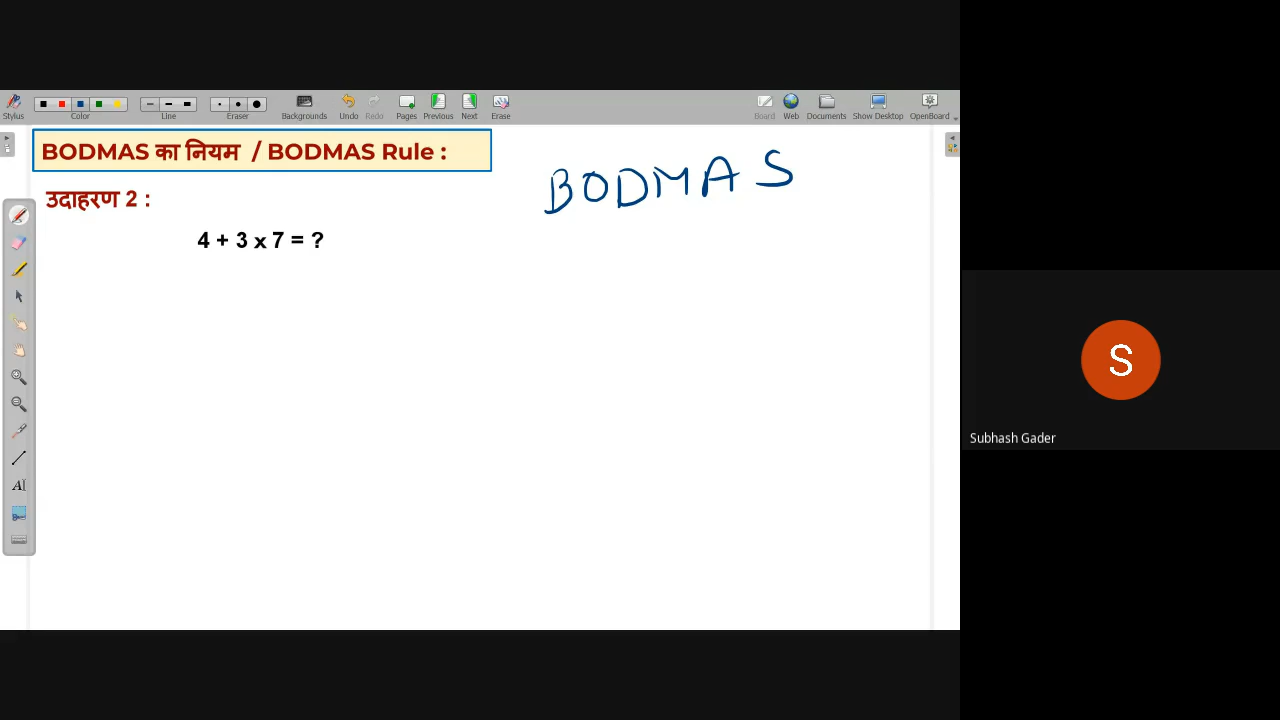 Stylus
Color
Line
Eraser
Backgrounds
Undo
Redo
Pages
Previous
Next
Erase
Board
Web
Documents
Show Desktop
OpenBoard
BODMAS का नियम / BODMAS Rule :
BODMAS
उदाहरण 2 :
4 + 3 x 7 = ?
S
Subhash Gader